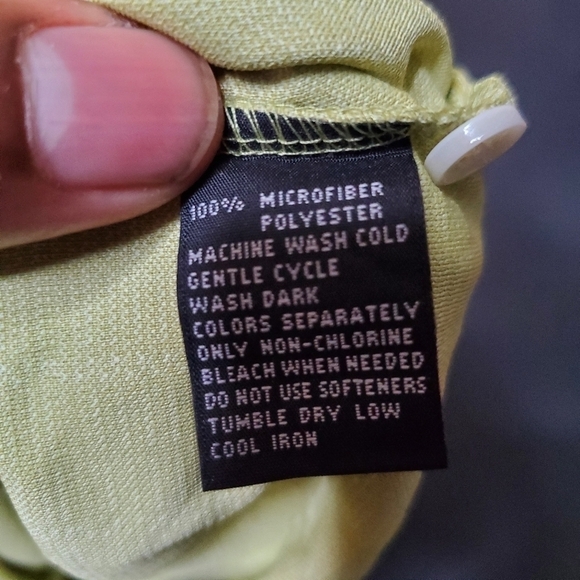 100% MICROFIBER
POLYESTER
MACHINE WASH COLD
GENTLE CYCLE
WASH DARK
COLORS SEPARATELY
ONLY NON-CHLORINE
BLEACH WHEN NEEDED
DO NOT USE SOFTENERS
TUMBLE DRY LOW
COOL IRON